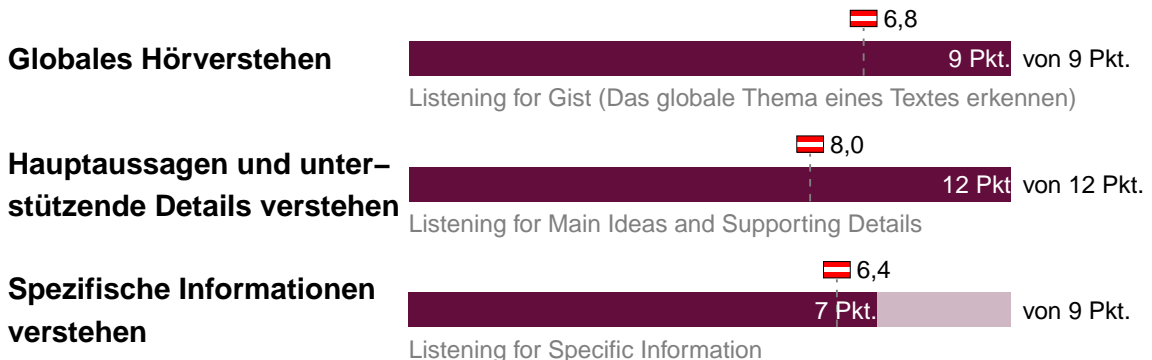 6,8
Globales Hörverstehen
9 Pkt. von 9 Pkt.
Listening for Gist (Das globale Thema eines Textes erkennen)
8,0
Hauptaussagen und unter–
stützende Details verstehen
12 Pkt von 12 Pkt.
Listening for Main Ideas and Supporting Details
6,4
Spezifische Informationen
verstehen
7 Pkt. von 9 Pkt.
Listening for Specific Information